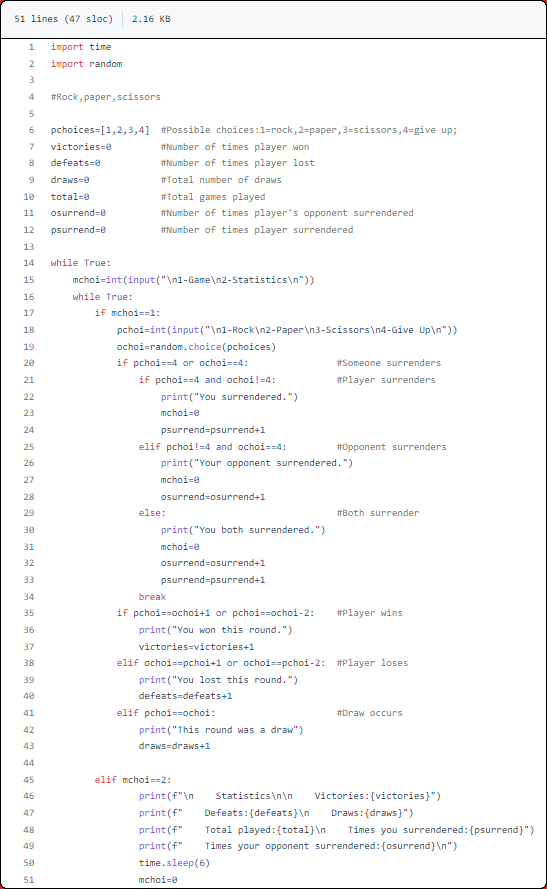 51 lines (47 sloc) 2.16 KB
1 import time
2 import random
3
4 #Rock,paper,scissors
5
6 pchoices=[1,2,3,4]  #Possible choices:1=rock,2=paper,3=scissors,4=give up;
7 victories=0         #Number of times player won
8 defeats=0           #Number of times player lost
9 draws=0             #Total number of draws
10 total=0             #Total games played
11 osurrend=0          #Number of times player's opponent surrendered
12 psurrend=0          #Number of times player surrendered
13
14 while True:
15     mchoi=int(input("\n1-Game\n2-Statistics\n"))
16     while True:
17         if mchoi==1:
18             pchoi=int(input("\n1-Rock\n2-Paper\n3-Scissors\n4-Give Up\n"))
19             ochoi=random.choice(pchoices)
20             if pchoi==4 or ochoi==4:                #Someone surrenders
21                 if pchoi==4 and ochoi!=4:           #Player surrenders
22                     print("You surrendered.")
23                     mchoi=0
24                     psurrend=psurrend+1
25                 elif pchoi!=4 and ochoi==4:         #Opponent surrenders
26                     print("Your opponent surrendered.")
27                     mchoi=0
28                     osurrend=osurrend+1
29                 else:                               #Both surrender
30                     print("You both surrendered.")
31                     mchoi=0
32                     osurrend=osurrend+1
33                     psurrend=psurrend+1
34                 break
35             if pchoi==ochoi+1 or pchoi==ochoi-2:    #Player wins
36                 print("You won this round.")
37                 victories=victories+1
38             elif ochoi==pchoi+1 or ochoi==pchoi-2:  #Player loses
39                 print("You lost this round.")
40                 defeats=defeats+1
41             elif pchoi==ochoi:                      #Draw occurs
42                 print("This round was a draw")
43                 draws=draws+1
44
45         elif mchoi==2:
46                 print(f"\n    Statistics\n\n    Victories:{victories}")
47                 print(f"    Defeats:{defeats}\n    Draws:{draws}")
48                 print(f"    Total played:{total}\n    Times you surrendered:{psurrend}")
49                 print(f"    Times your opponent surrendered:{osurrend}\n")
50                 time.sleep(6)
51                 mchoi=0